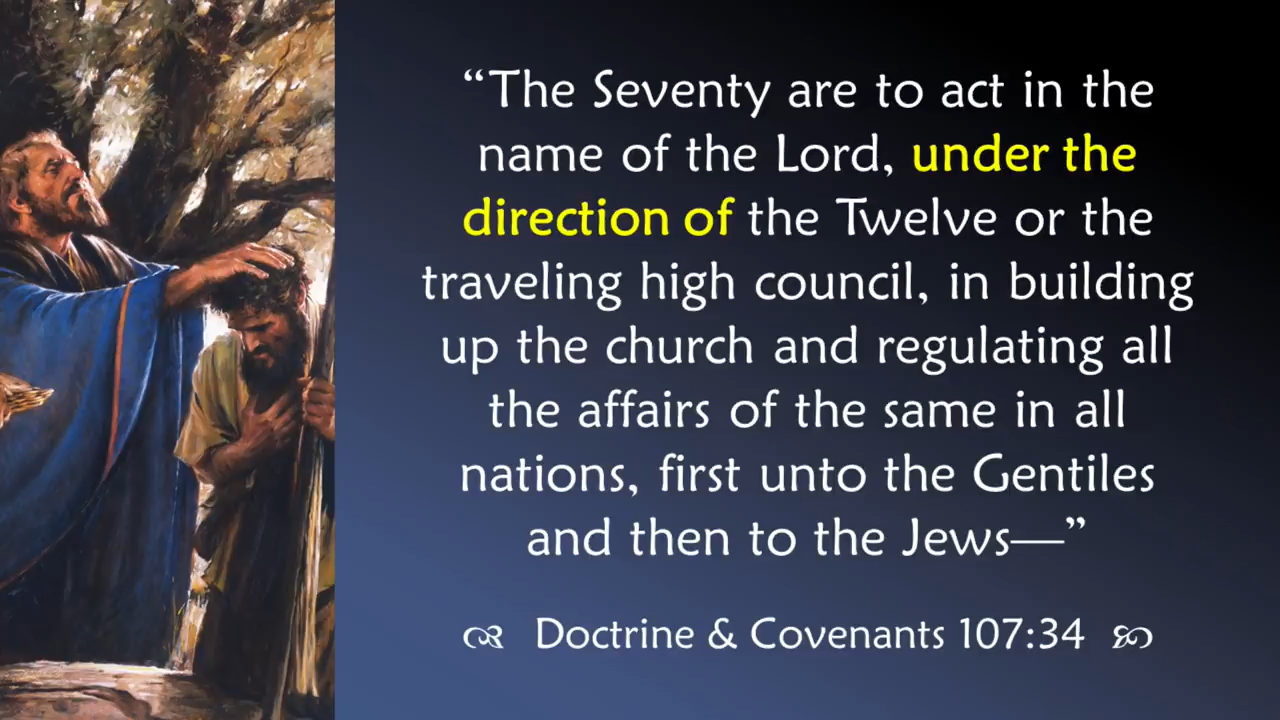 “The Seventy are to act in the
name of the Lord, under the
direction of the Twelve or the
traveling high council, in building
up the church and regulating all
the affairs of the same in all
nations, first unto the Gentiles
and then to the Jews—”
Doctrine & Covenants 107:34